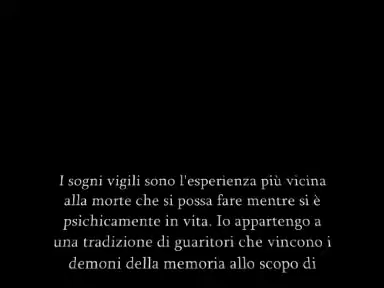 I sogni vigili sono l'esperienza più vicina
alla morte che si possa fare mentre si è
psichicamente in vita. Io appartengo a
una tradizione di guaritori che vincono i
demoni della memoria allo scopo di